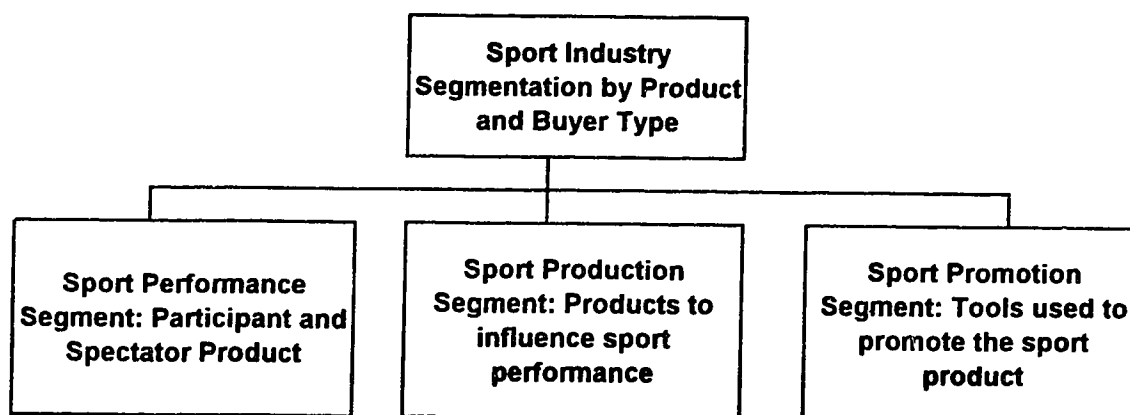 Sport Industry
Segmentation by Product
and Buyer Type
Sport Performance
Segment: Participant and
Spectator Product
Sport Production
Segment: Products to
influence sport
performance
Sport Promotion
Segment: Tools used to
promote the sport
product